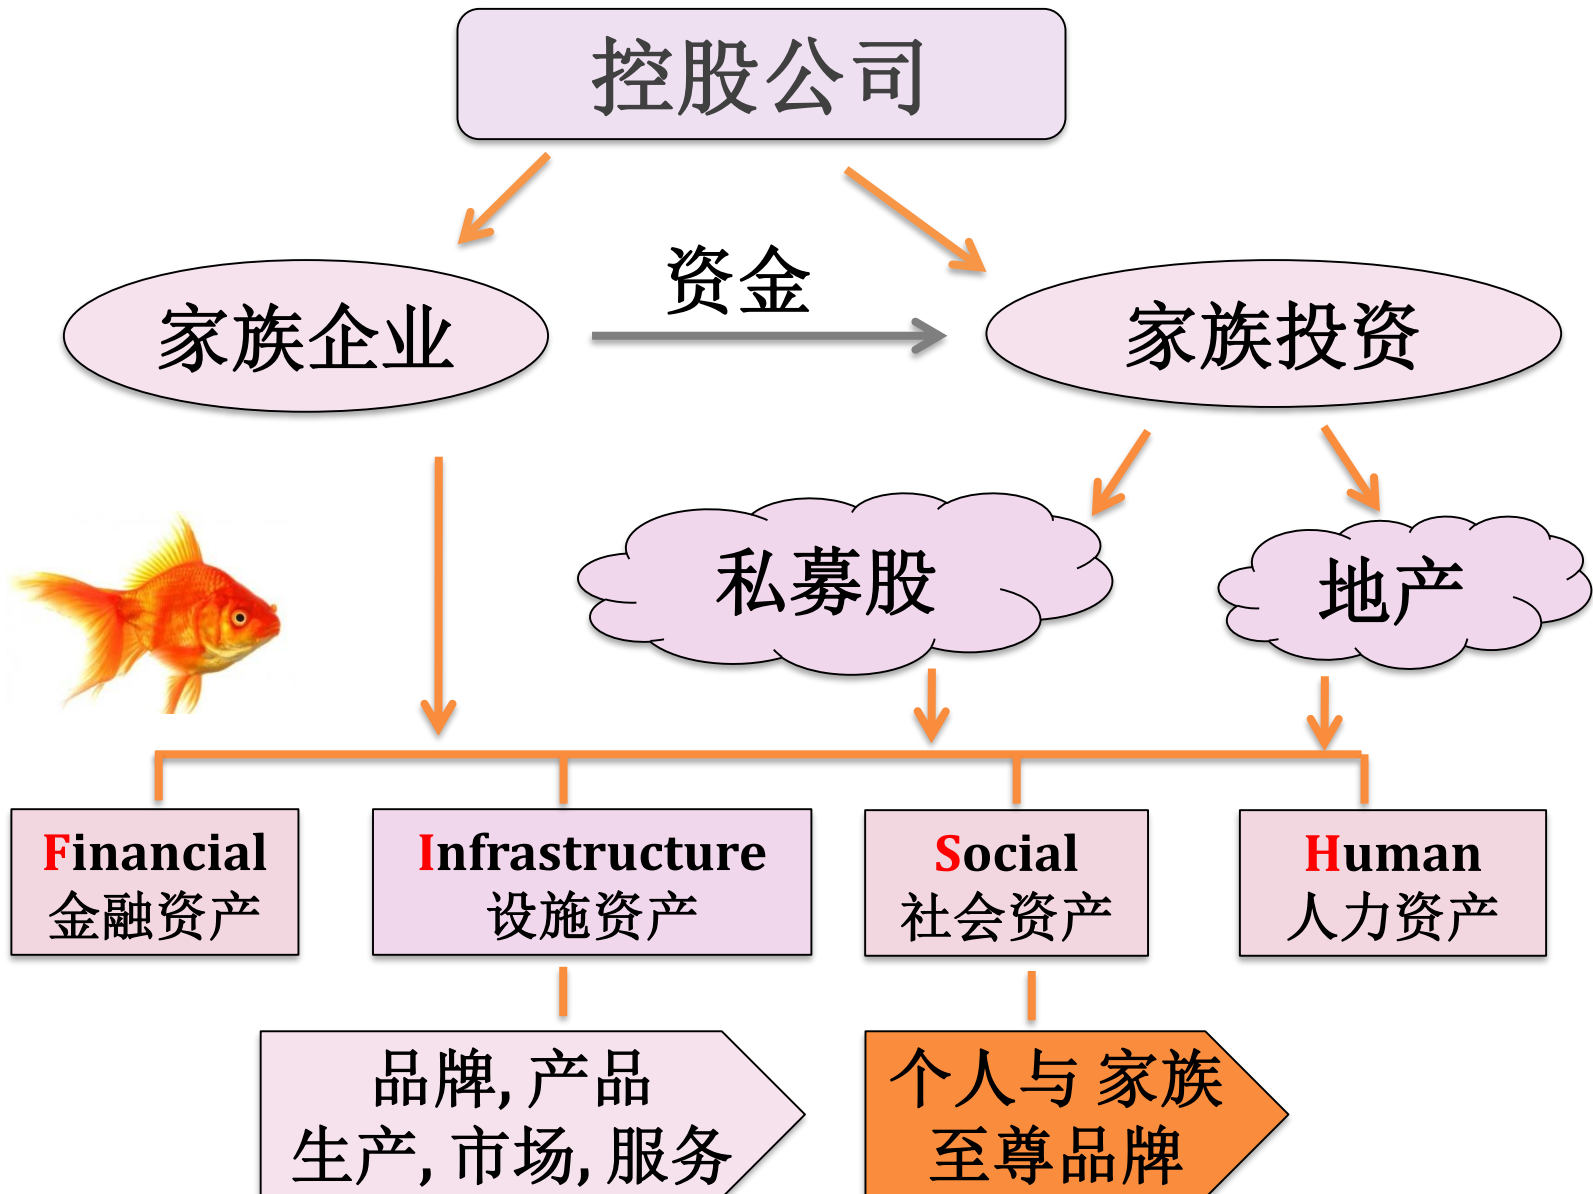 控股公司
资金
家族企业
家族投资
私募股
地产
Financial
金融资产
Infrastructure
设施资产
Social
社会资产
Human
人力资产
品牌, 产品
生产, 市场, 服务
个人与 家族
至尊品牌